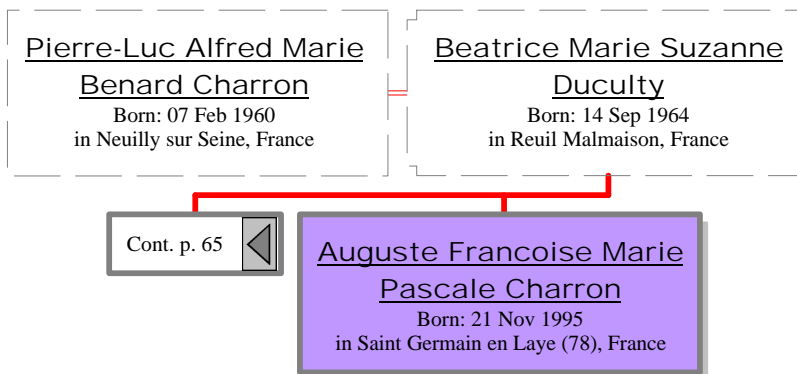 Pierre-Luc Alfred Marie
Benard Charron
Born: 07 Feb 1960
in Neuilly sur Seine, France
Beatrice Marie Suzanne
Duculty
Born: 14 Sep 1964
in Reuil Malmaison, France
Cont. p. 65
Auguste Francoise Marie
Pascale Charron
Born: 21 Nov 1995
in Saint Germain en Laye (78), France